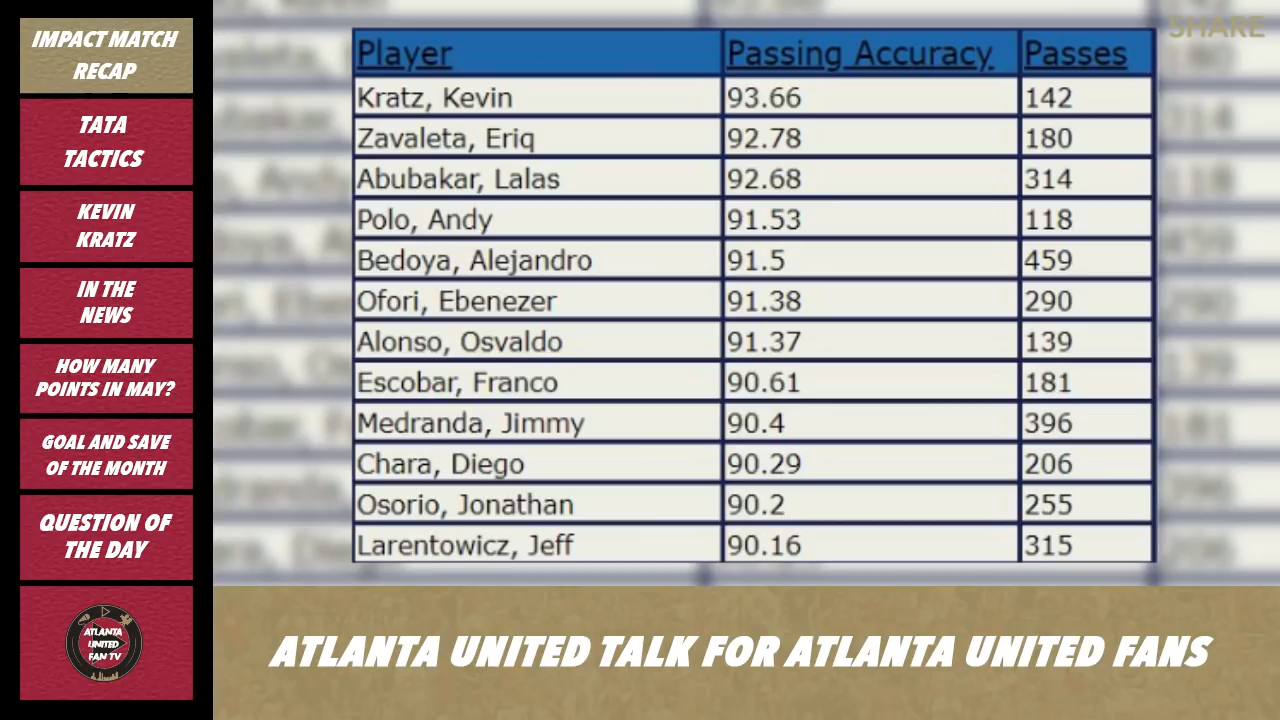 IMPACT MATCH
RECAP
TATA
TACTICS
KEVIN
KRATZ
IN THE
NEWS
HOW MANY
POINTS IN MAY?
GOAL AND SAVE
OF THE MONTH
QUESTION OF
THE DAY
ATLANTA
UNITED
FAN TV
SHARE
Player Passing Accuracy Passes
Kratz, Kevin 93.66 142
Zavaleta, Eriq 92.78 180
Abubakar, Lalas 92.68 314
Polo, Andy 91.53 118
Bedoya, Alejandro 91.5 459
Ofori, Ebenezer 91.38 290
Alonso, Osvaldo 91.37 139
Escobar, Franco 90.61 181
Medranda, Jimmy 90.4 396
Chara, Diego 90.29 206
Osorio, Jonathan 90.2 255
Larentowicz, Jeff 90.16 315
ATLANTA UNITED TALK FOR ATLANTA UNITED FANS